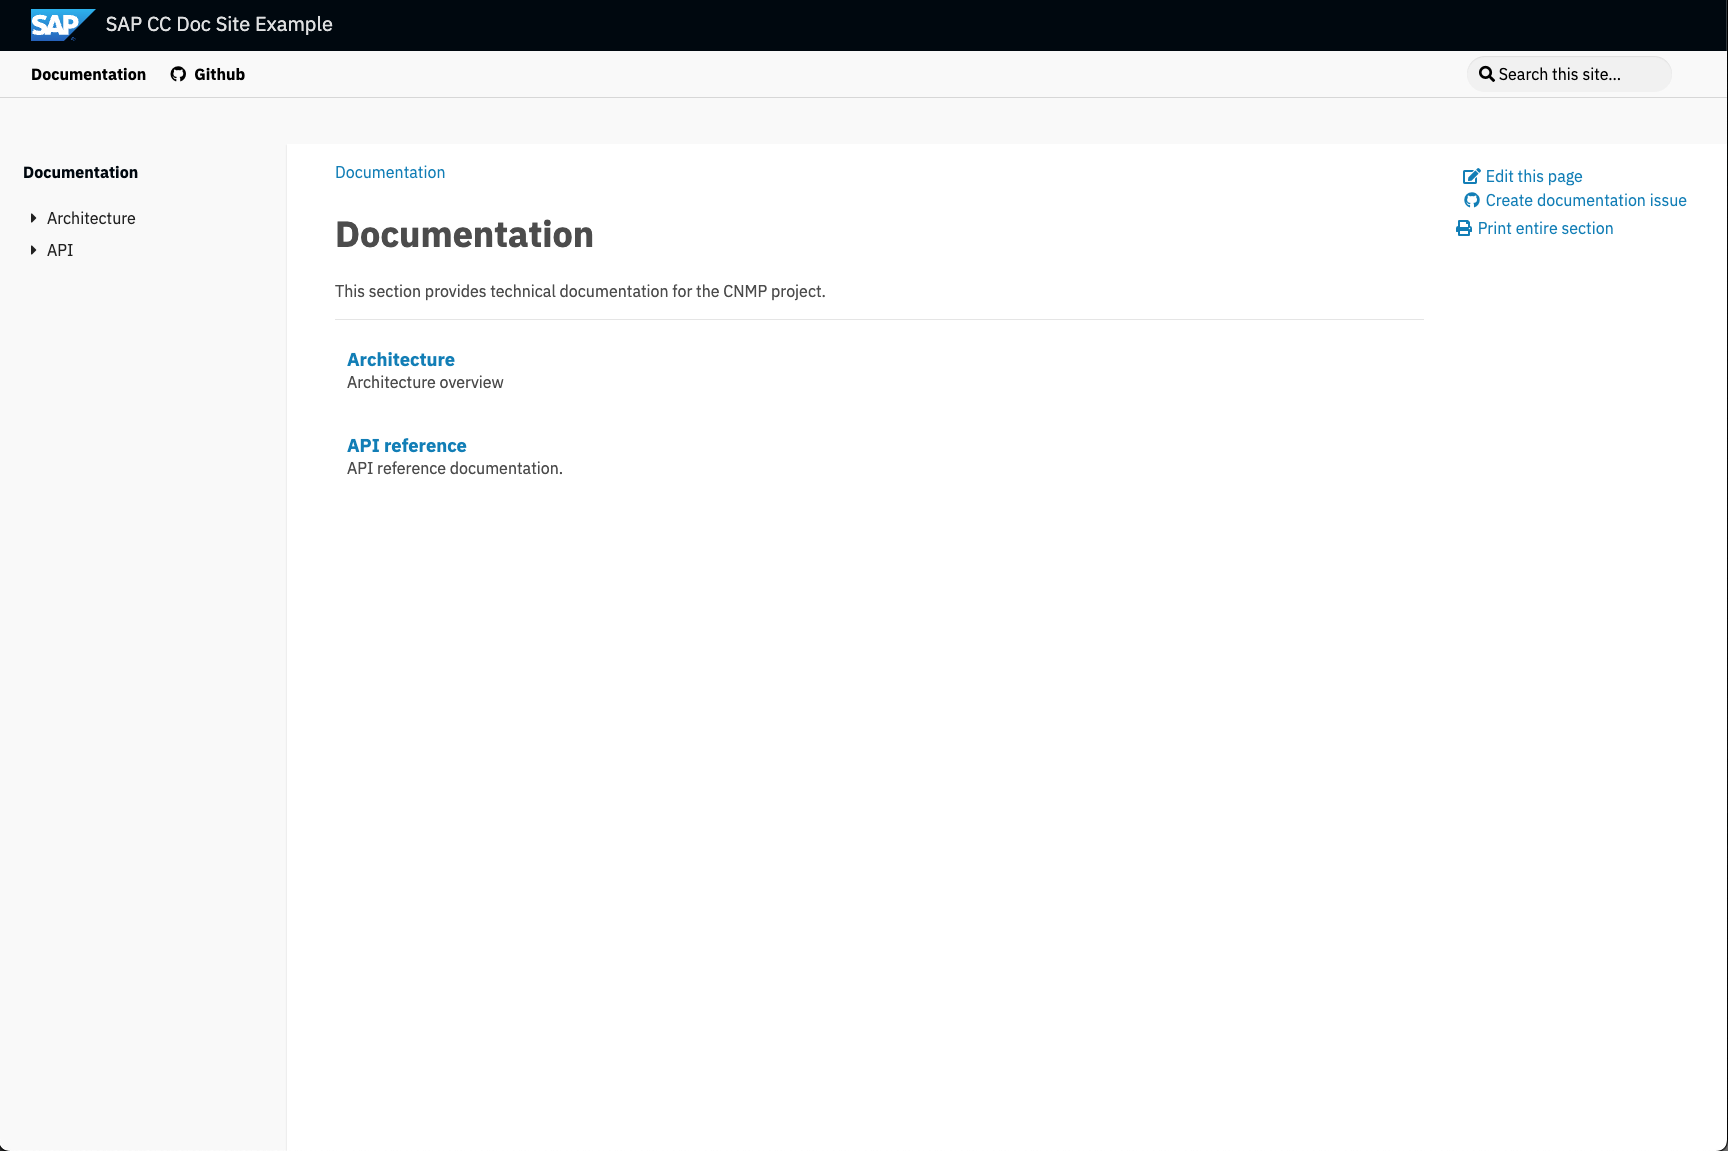 SAP SAP CC Doc Site Example
Documentation Github Search this site...
Documentation
Architecture
API
Documentation
Documentation
This section provides technical documentation for the CNMP project.
Architecture
Architecture overview
API reference
API reference documentation.
Edit this page
Create documentation issue
Print entire section